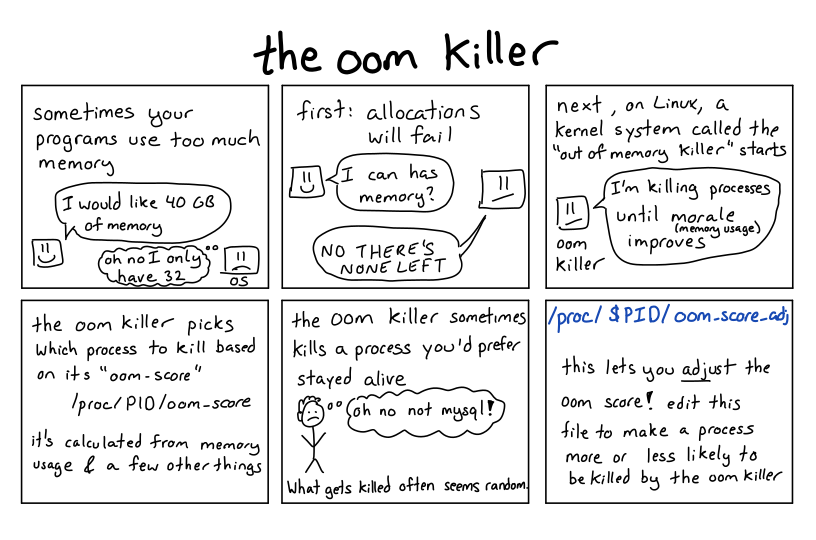 the oom killer
sometimes your
programs use too much
memory
I would like 40 GB
of memory
oh no I only
have 32
OS
first: allocations
will fail
I can has
memory?
NO THERE'S
NONE LEFT
next, on Linux, a
kernel system called the
"out of memory killer" starts
I'm killing processes
until morale
(memory usage)
improves
oom
killer
the oom killer picks
which process to kill based
on its "oom-score"
/proc/PID/oom-score
it's calculated from memory
usage & a few other things
the oom killer sometimes
kills a process you'd prefer
stayed alive
oh no not mysql!
What gets killed often seems random.
/proc/$PID/oom-score_adj
this lets you adjust the
oom score! edit this
file to make a process
more or less likely to
be killed by the oom killer